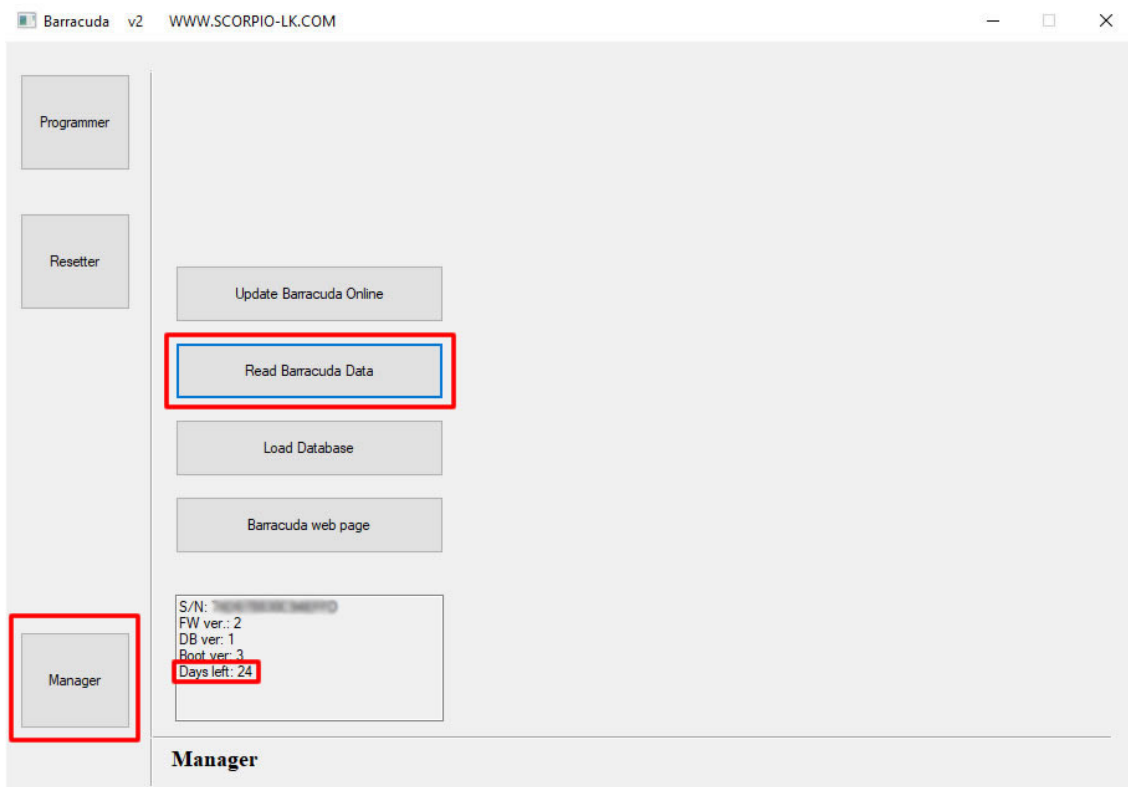 Barracuda v2 WWW.SCORPIO-LK.COM
Programmer
Resetter
Update Barracuda Online
Read Barracuda Data
Load Database
Barracuda web page
S/N:
FW ver.: 2
DB ver: 1
Boot ver: 3
Days left: 24
Manager
Manager